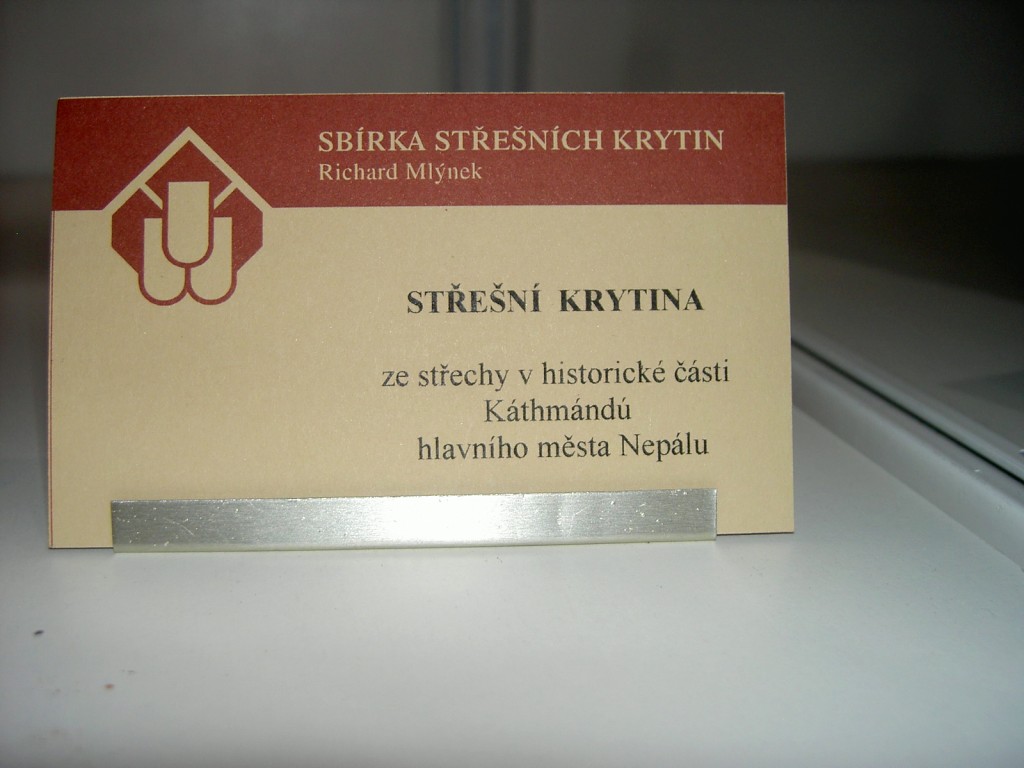 SBÍRKA STŘEŠNÍCH KRYTIN
Richard Mlýnek
STŘEŠNÍ KRYTINA
ze střechy v historické části
Káthmándú
hlavního města Nepálu